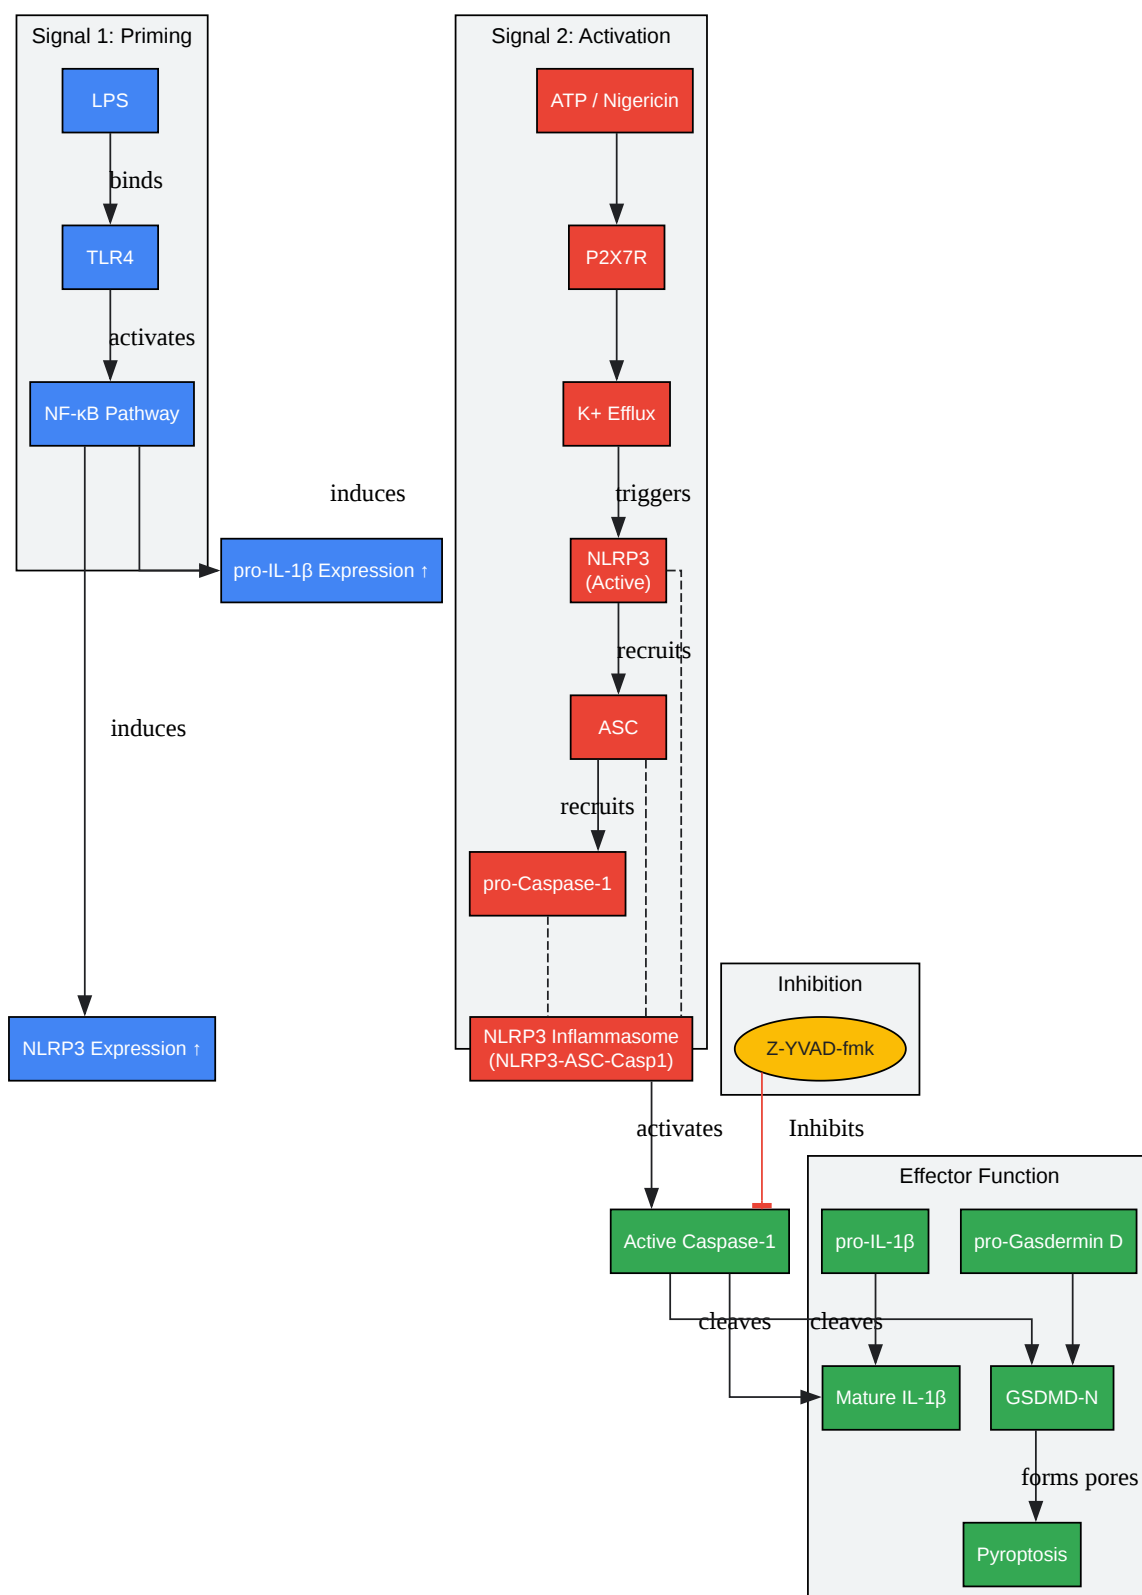 Signal 1: Priming
LPS
binds
TLR4
activates
NF-κB Pathway
induces
pro-IL-1β Expression ↑
induces
NLRP3 Expression ↑
Signal 2: Activation
ATP / Nigericin
P2X7R
K+ Efflux
triggers
NLRP3
(Active)
recruits
ASC
recruits
pro-Caspase-1
NLRP3 Inflammasome
(NLRP3-ASC-Casp1)
activates
Inhibition
Z-YVAD-fmk
Inhibits
Effector Function
Active Caspase-1
pro-IL-1β
pro-Gasdermin D
cleaves
cleaves
Mature IL-1β
GSDMD-N
forms pores
Pyroptosis